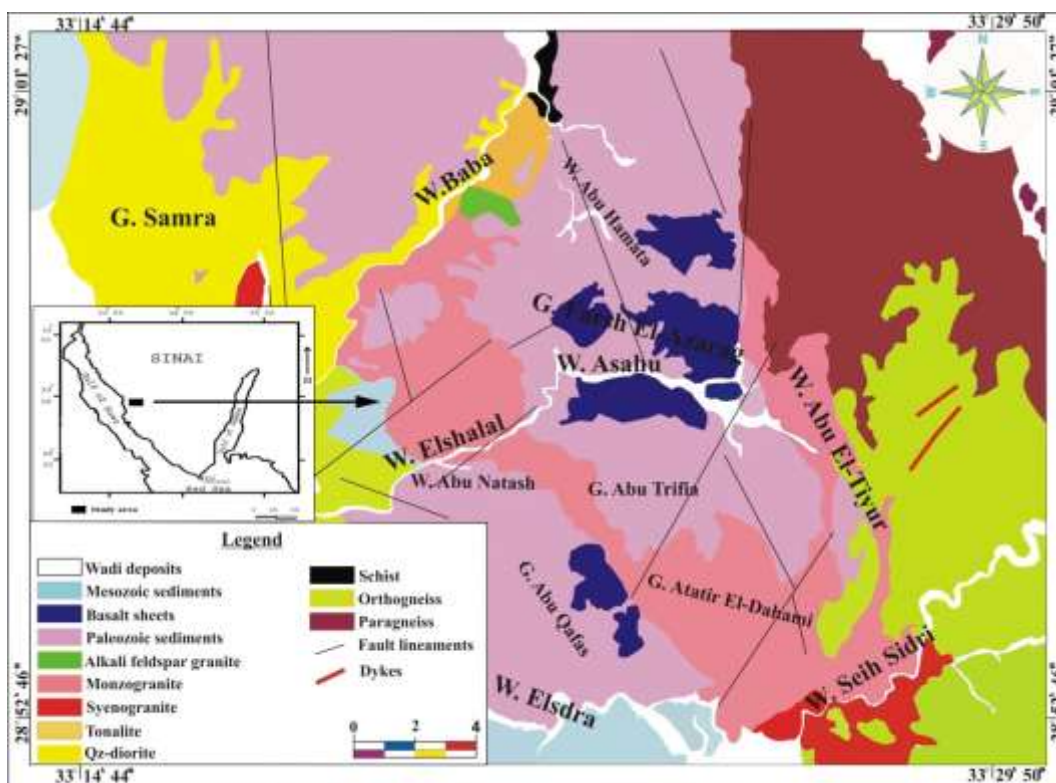 33 14 44"
33° 29' 50"
29° 01' 27"
W. Baba
G. Samra
W. Abu Hamata
W. Asabu
W. Elshalal
W. Abu Natash
G. Abu Trifia
W. Abu El-Tiyur
G. Abu Qafas
G. Atatir El-Dahami
W. Seih Sidri
W. Elsdra
SINAI
Study area
Legend
Wadi deposits
Mesozoic sediments
Basalt sheets
Paleozoic sediments
Alkali feldspar granite
Monzogranite
Syenogranite
Tonalite
Qz-diorite
Schist
Orthogneiss
Paragneiss
Fault lineaments
Dykes
0 2 4
28° 52' 46"
33° 14' 44"
33° 29' 50"